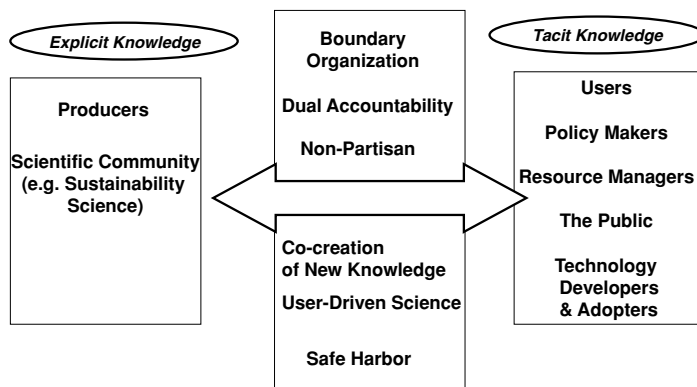 Explicit Knowledge
Producers
Scientific Community
(e.g. Sustainability
Science)
Boundary
Organization
Dual Accountability
Non-Partisan
Co-creation
of New Knowledge
User-Driven Science
Safe Harbor
Tacit Knowledge
Users
Policy Makers
Resource Managers
The Public
Technology
Developers
& Adopters